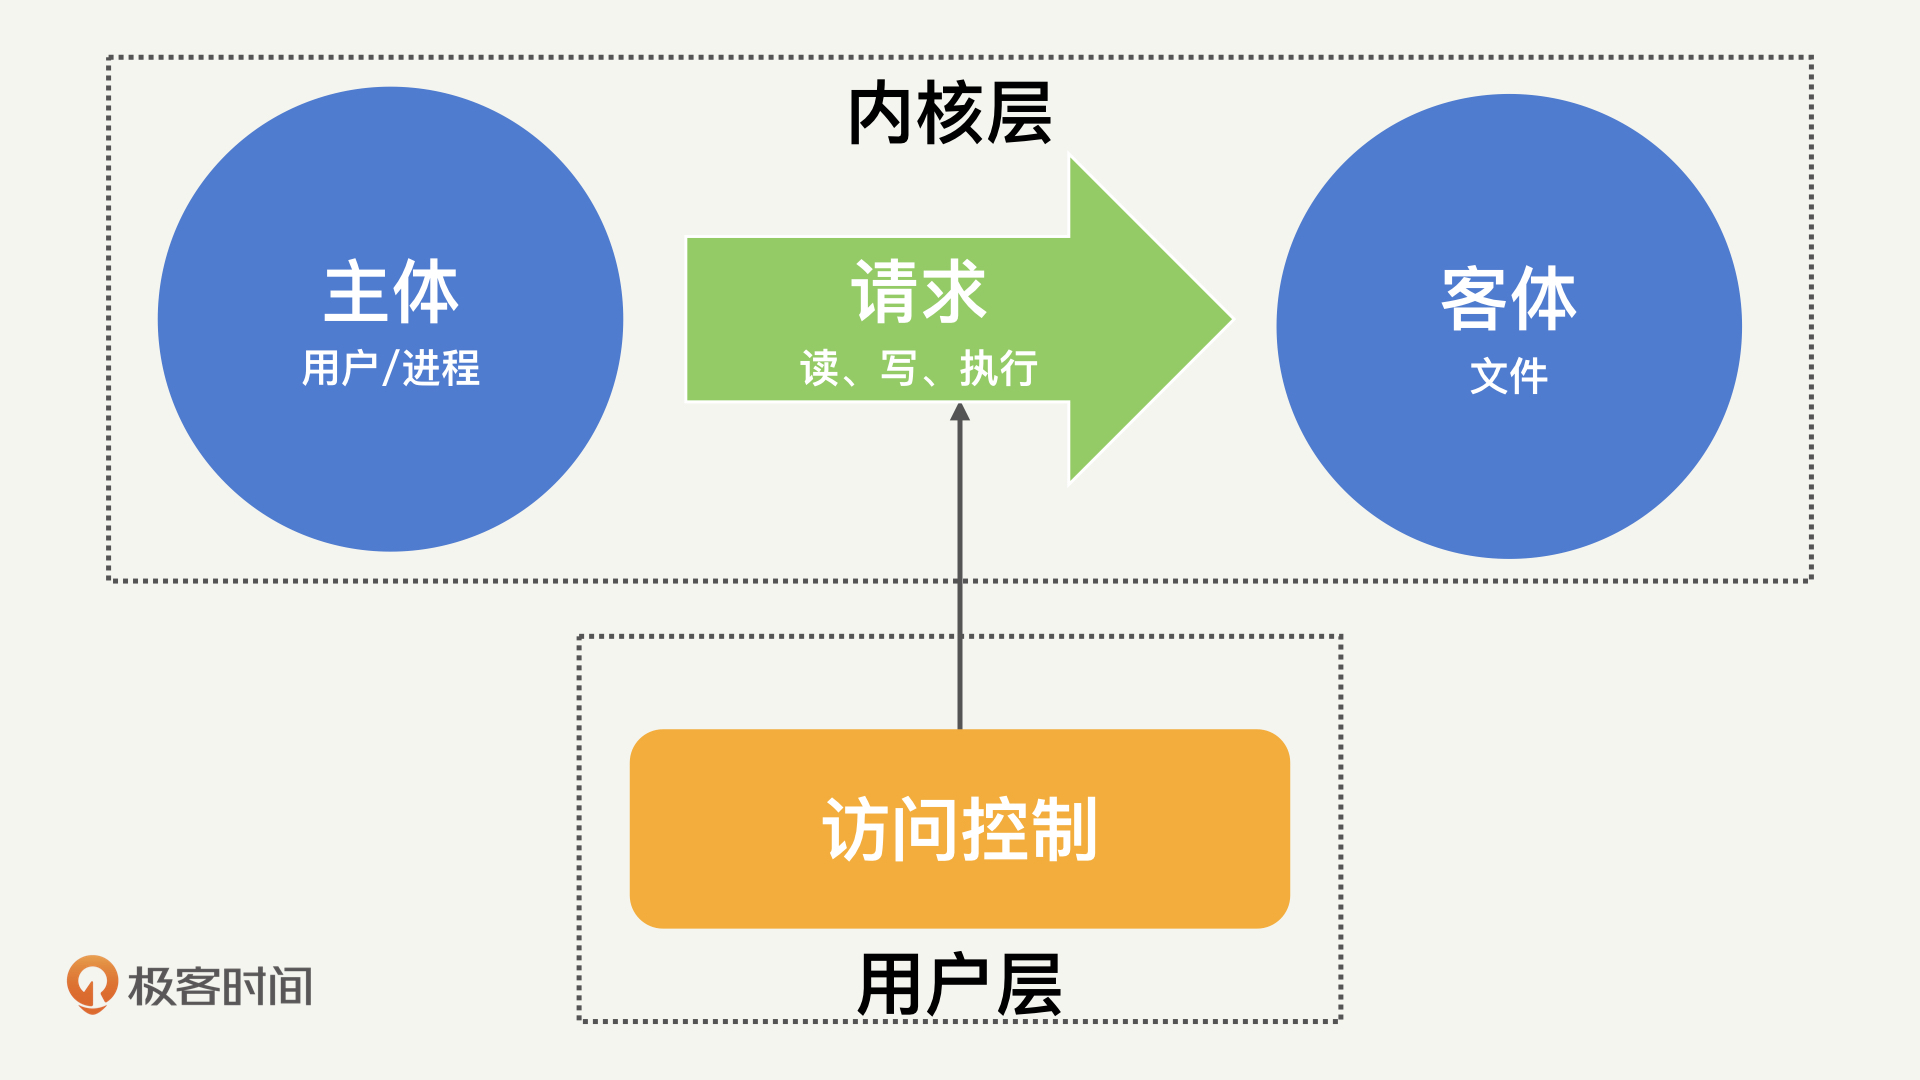 内核层
主体
用户/进程
请求
读、写、执行
客体
文件
访问控制
用户层
极客时间